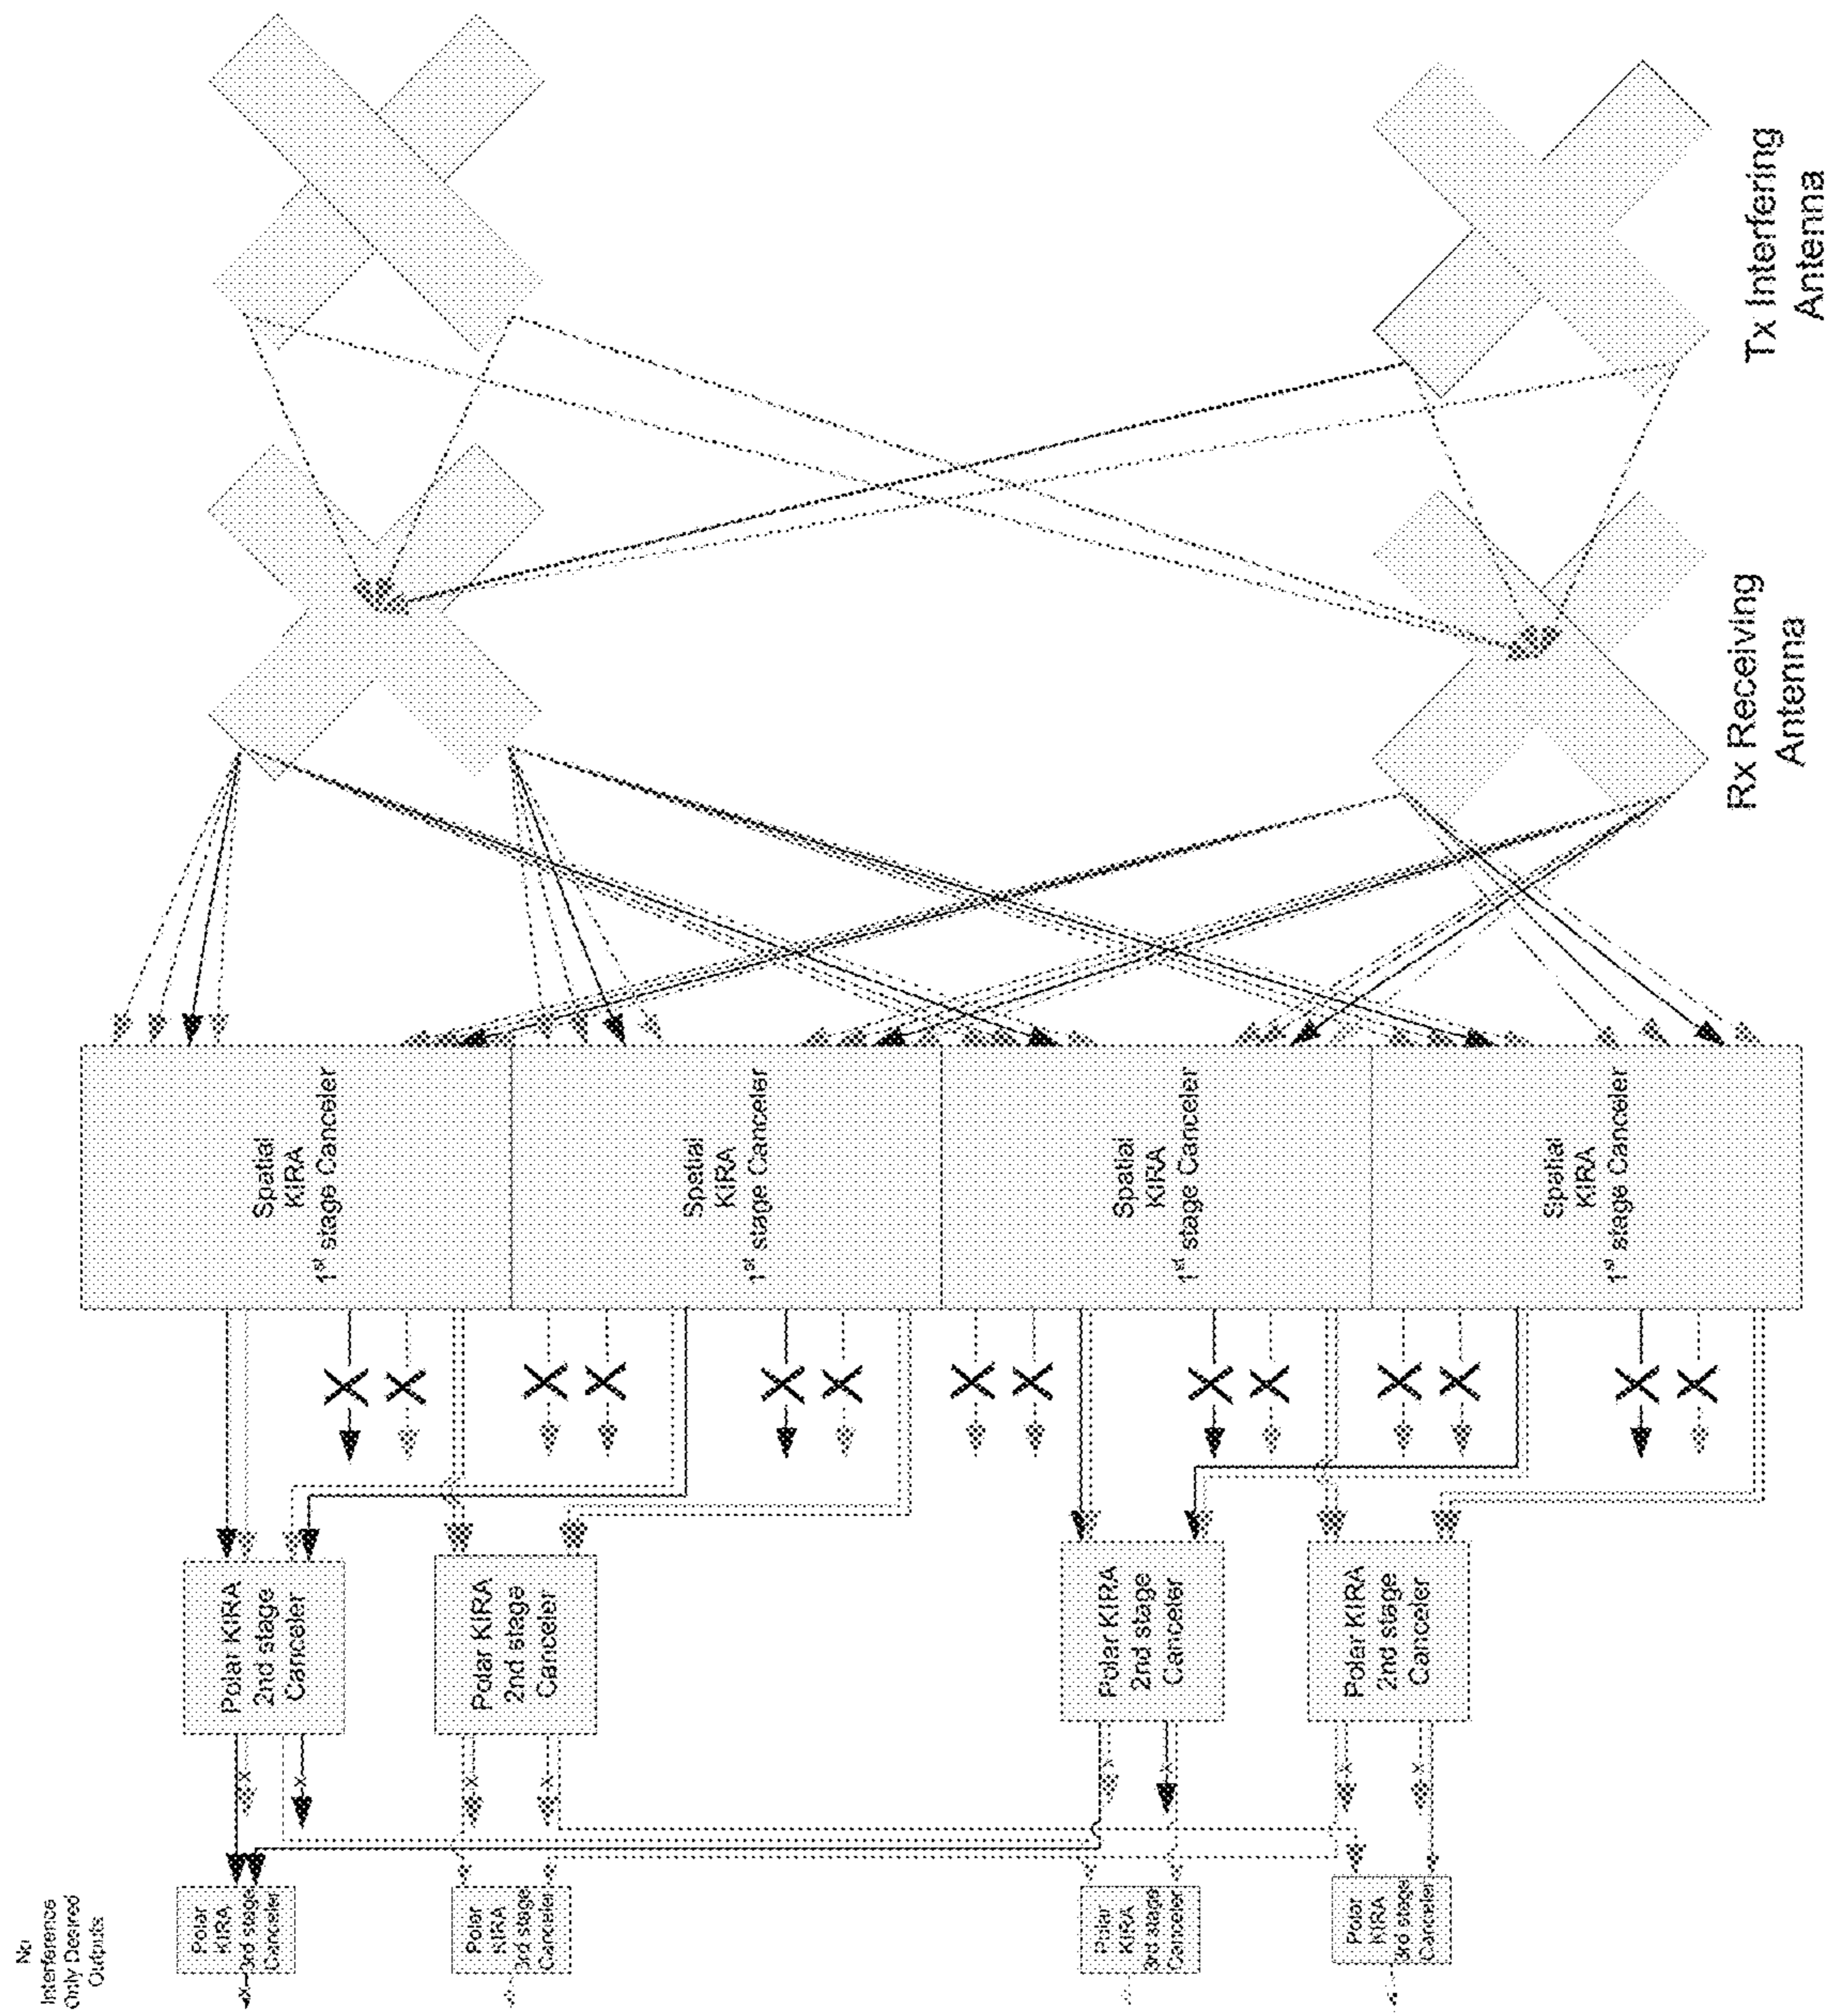 Tx Interfering
Antenna
Rx Receiving
Antenna
Spatial
KIRA
1st stage Canceler
Spatial
KIRA
1st stage Canceler
Spatial
KIRA
1st stage Canceler
Spatial
KIRA
1st stage Canceler
Polar KIRA
2nd stage
Canceler
Polar KIRA
2nd stage
Canceler
Polar KIRA
2nd stage
Canceler
Polar KIRA
2nd stage
Canceler
Polar
KIRA
3rd stage
Canceler
Polar
KIRA
3rd stage
Canceler
Polar
KIRA
3rd stage
Canceler
Polar
KIRA
3rd stage
Canceler
No
Interference
Only Desired
Outputs